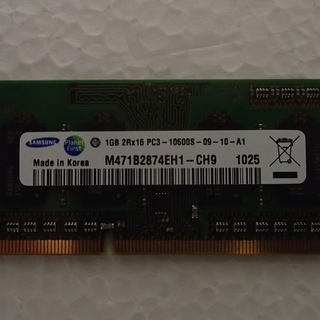 SAMSUNG
Planet
First
1GB 2Rx16 PC3-10600S-09-10-A1
Made in Korea
M471B2874EH1-CH9 1025